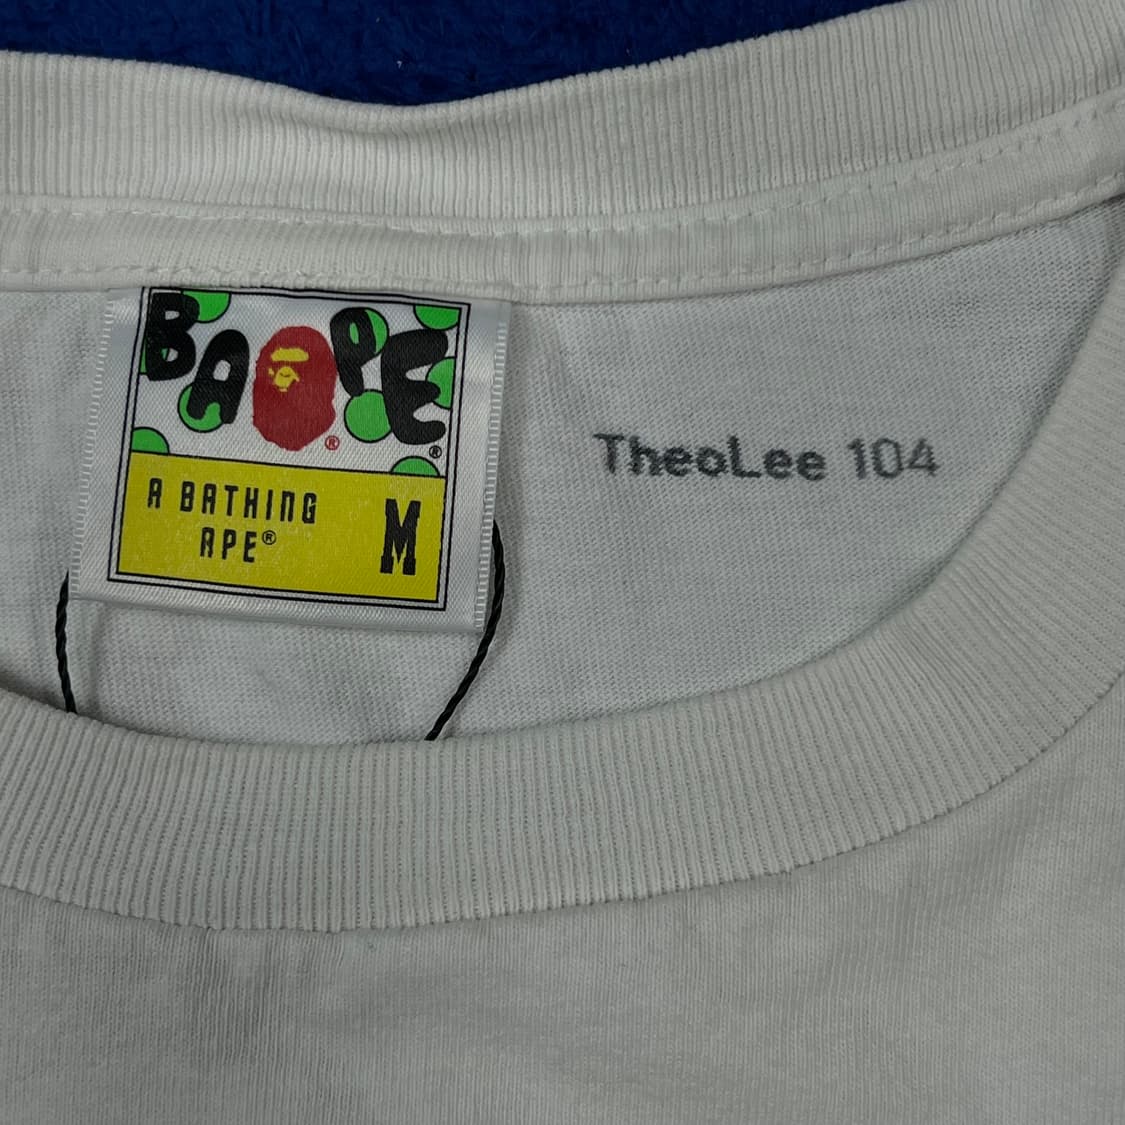 BAPE
®
®
A BATHING
APE®
M
TheoLee 104